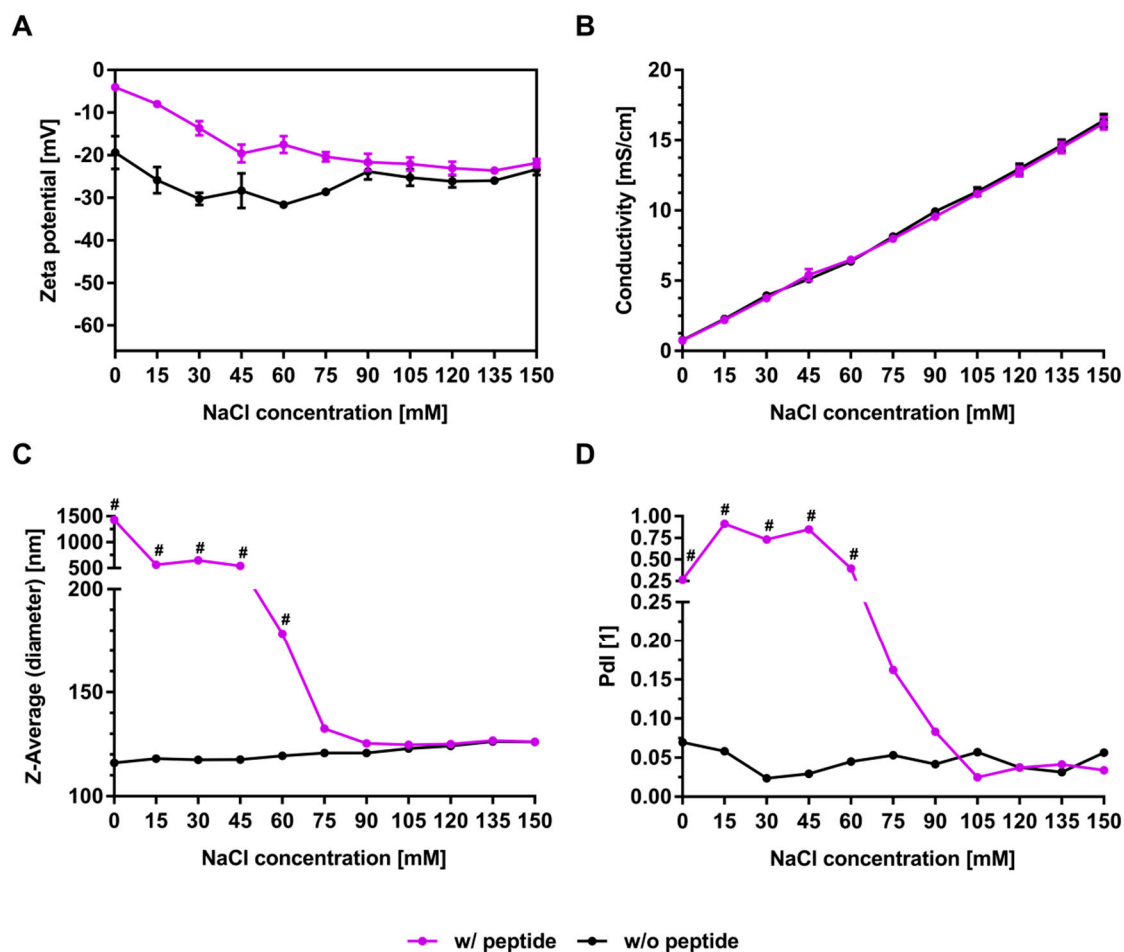 A
B
0
-10
-20
-30
-40
-50
-60
Zeta potential [mV]
0 15 30 45 60 75 90 105 120 135 150
NaCl concentration [mM]
20
15
10
5
0
Conductivity [mS/cm]
0 15 30 45 60 75 90 105 120 135 150
NaCl concentration [mM]
C
D
1500
1000
500
200
150
100
Z-Average (diameter) [nm]
# # # # #
0 15 30 45 60 75 90 105 120 135 150
NaCl concentration [mM]
1.00
0.75
0.50
0.25
0.25
0.20
0.15
0.10
0.05
0.00
PdI [1]
# # # # #
0 15 30 45 60 75 90 105 120 135 150
NaCl concentration [mM]
w/ peptide w/o peptide